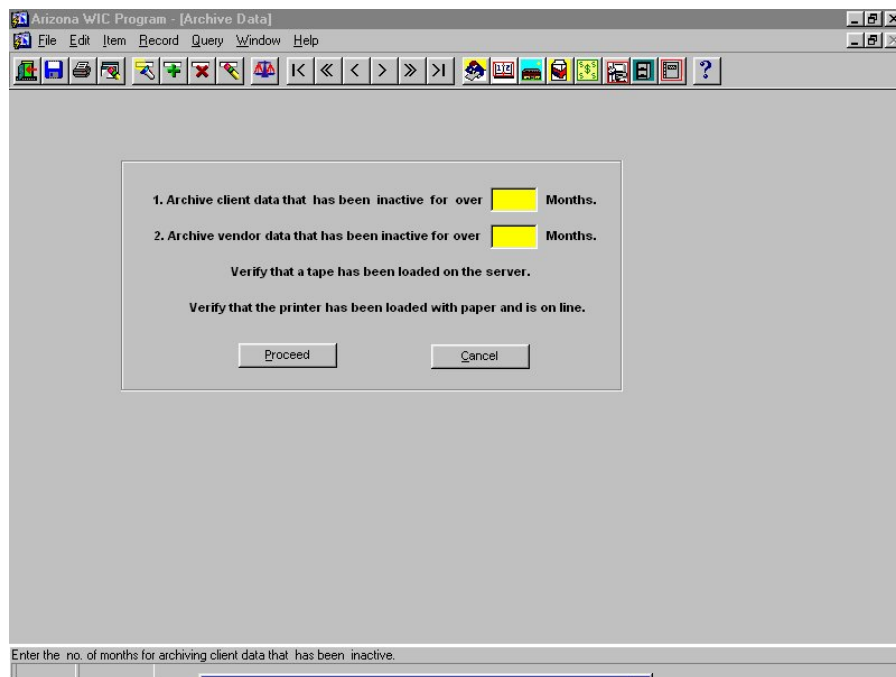 Arizona WIC Program - [Archive Data]
File Edit Item Record Query Window Help
1. Archive client data that has been inactive for over Months.
2. Archive vendor data that has been inactive for over Months.
Verify that a tape has been loaded on the server.
Verify that the printer has been loaded with paper and is on line.
Proceed Cancel
Enter the no. of months for archiving client data that has been inactive.